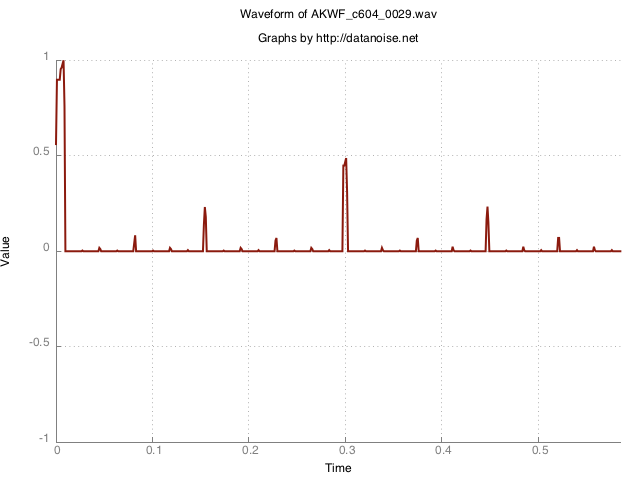 Waveform of AKWF_c604_0029.wav
Graphs by http://datanoise.net
1
0.5
0
-0.5
-1
Value
0 0.1 0.2 0.3 0.4 0.5
Time